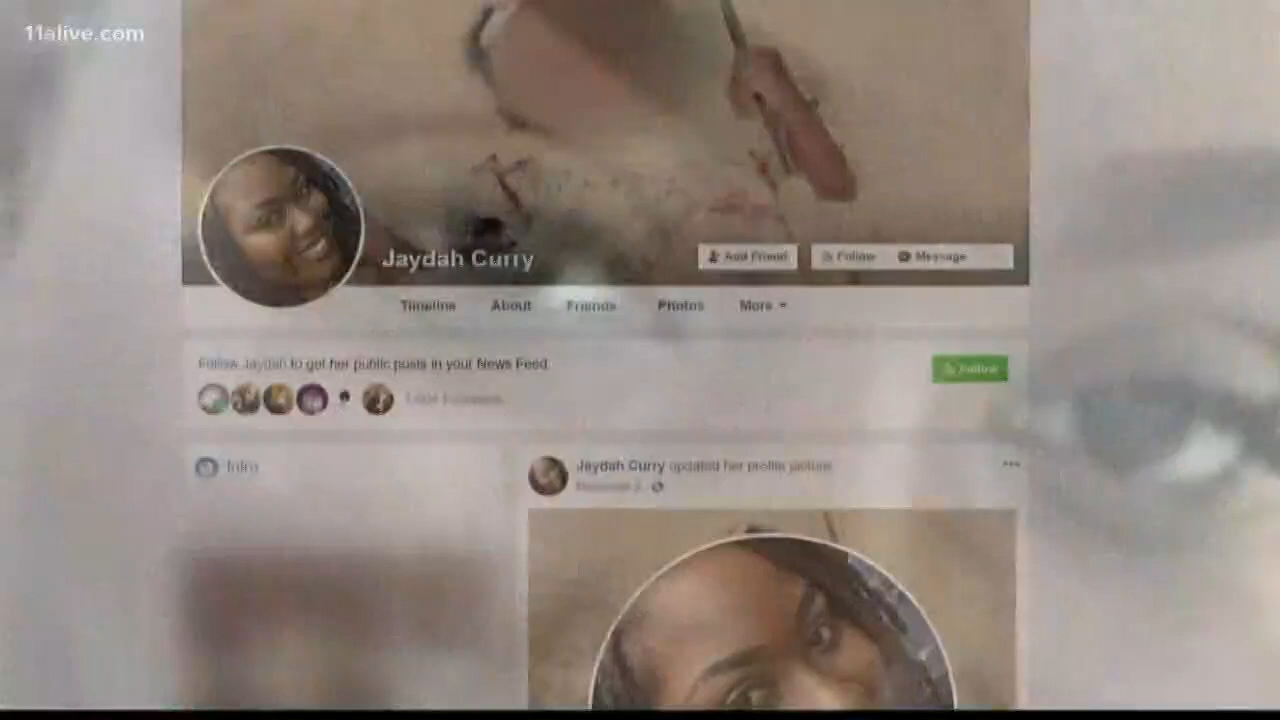 11alive.com
Jaydah Curry
Add Friend
Follow
Message
Timeline
About
Friends
Photos
More
Follow Jaydah to get her public posts in your News Feed
Follow
Followers
Intro
Jaydah Curry updated her profile picture